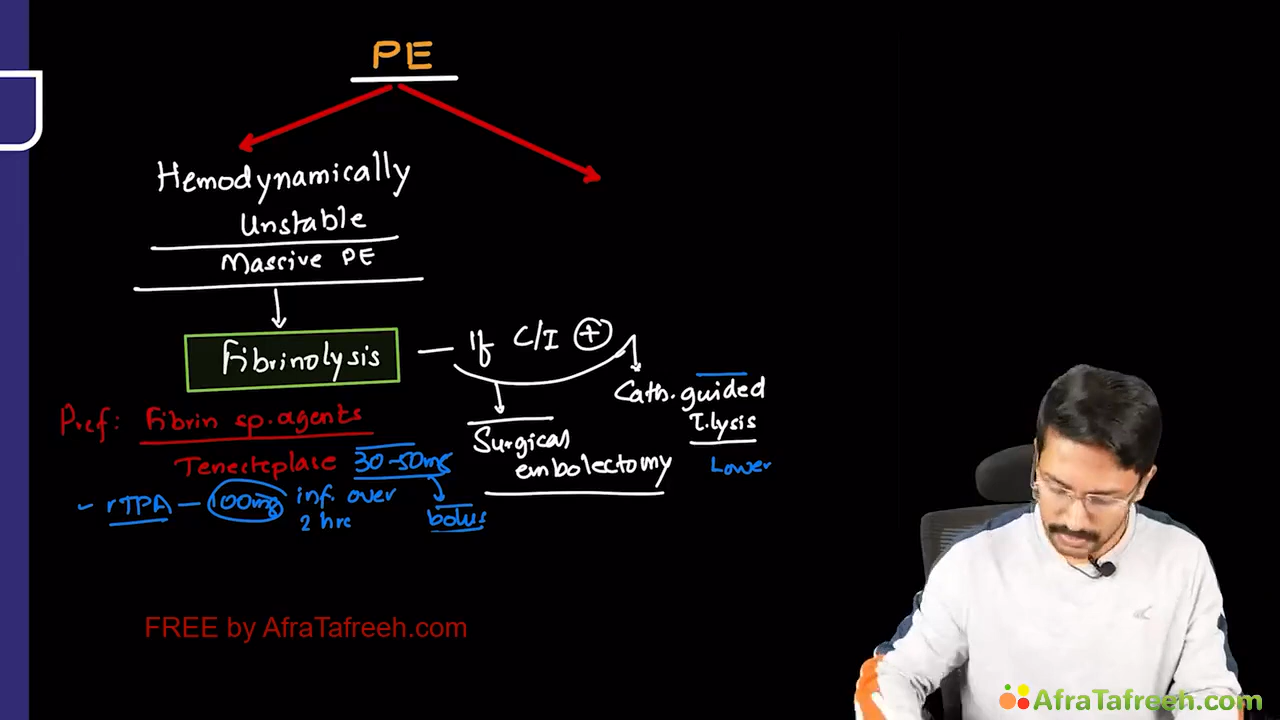 PE
Hemodynamically
Unstable
Massive PE
Fibrinolysis
If C/I +
Cath. guided
T.lysis
Lower
Surgical
embolectomy
Pref: Fibrin sp. agents
Tenecteplase 30-50mg
bolus
- rTPA - 100mg inf. over
2 hrs
FREE by AfraTafreeh.com
AfraTafreeh.com